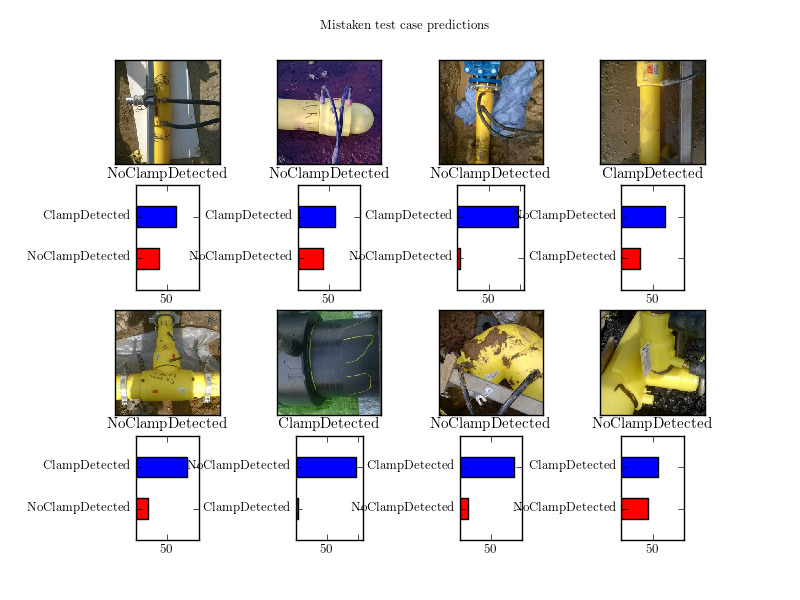 Mistaken test case predictions
NoClampDetected NoClampDetected NoClampDetected ClampDetected
ClampDetected ClampDetected ClampDetected NoClampDetected
NoClampDetected NoClampDetected NoClampDetected ClampDetected
50 50 50 50
NoClampDetected ClampDetected NoClampDetected NoClampDetected
ClampDetected NoClampDetected ClampDetected ClampDetected
NoClampDetected ClampDetected NoClampDetected NoClampDetected
50 50 50 50